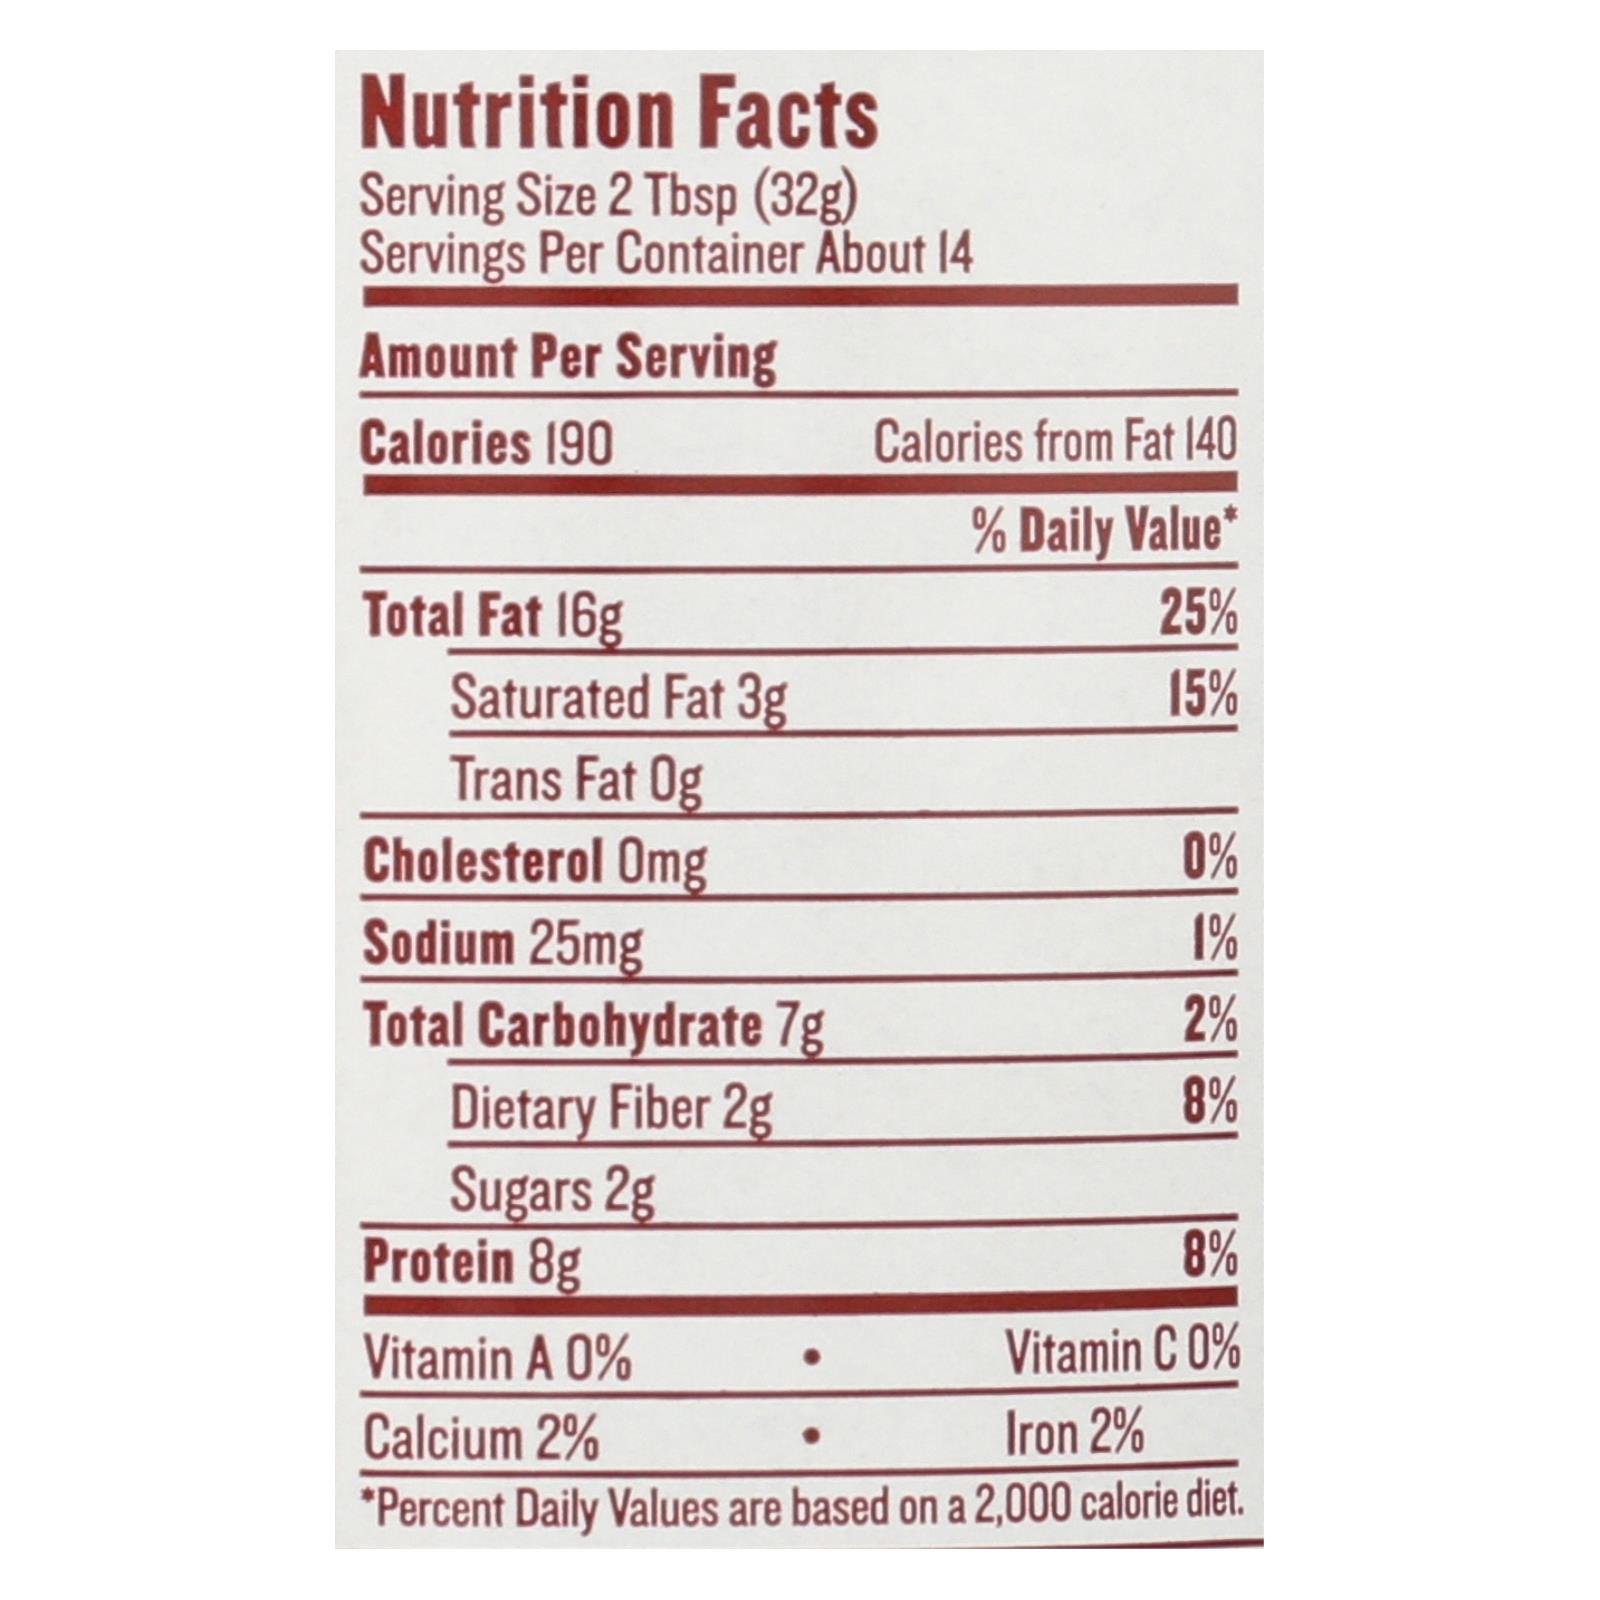 Nutrition Facts
Serving Size 2 Tbsp (32g)
Servings Per Container About 14
Amount Per Serving
Calories 190 Calories from Fat 140
% Daily Value*
Total Fat 16g 25%
Saturated Fat 3g 15%
Trans Fat 0g
Cholesterol 0mg 0%
Sodium 25mg 1%
Total Carbohydrate 7g 2%
Dietary Fiber 2g 8%
Sugars 2g
Protein 8g 8%
Vitamin A 0% • Vitamin C 0%
Calcium 2% • Iron 2%
*Percent Daily Values are based on a 2,000 calorie diet.